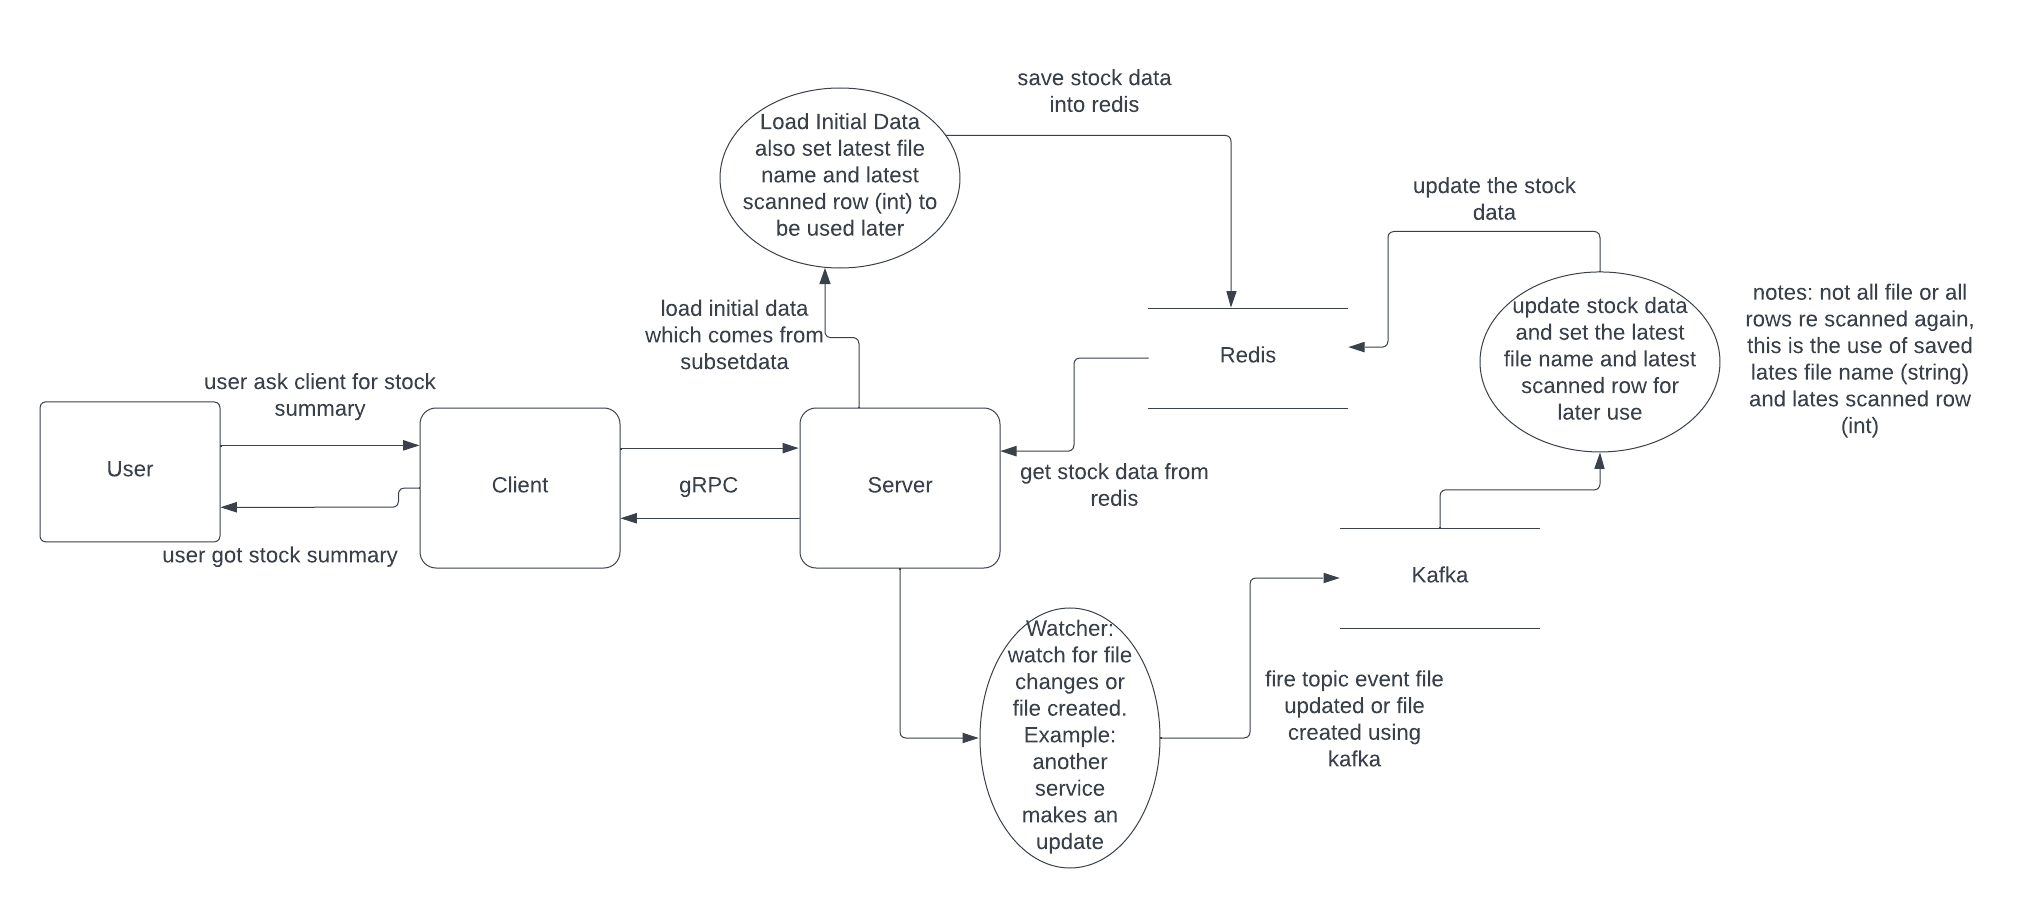 save stock data
into redis
Load Initial Data
also set latest file
name and latest
scanned row (int) to
be used later
update the stock
data
load initial data
which comes from
subsetdata
Redis
update stock data
and set the latest
file name and latest
scanned row for
later use
notes: not all file or all
rows re scanned again,
this is the use of saved
lates file name (string)
and lates scanned row
(int)
user ask client for stock
summary
User
Client
gRPC
Server
get stock data from
redis
user got stock summary
Kafka
Watcher:
watch for file
changes or
file created.
Example:
another
service
makes an
update
fire topic event file
updated or file
created using
kafka